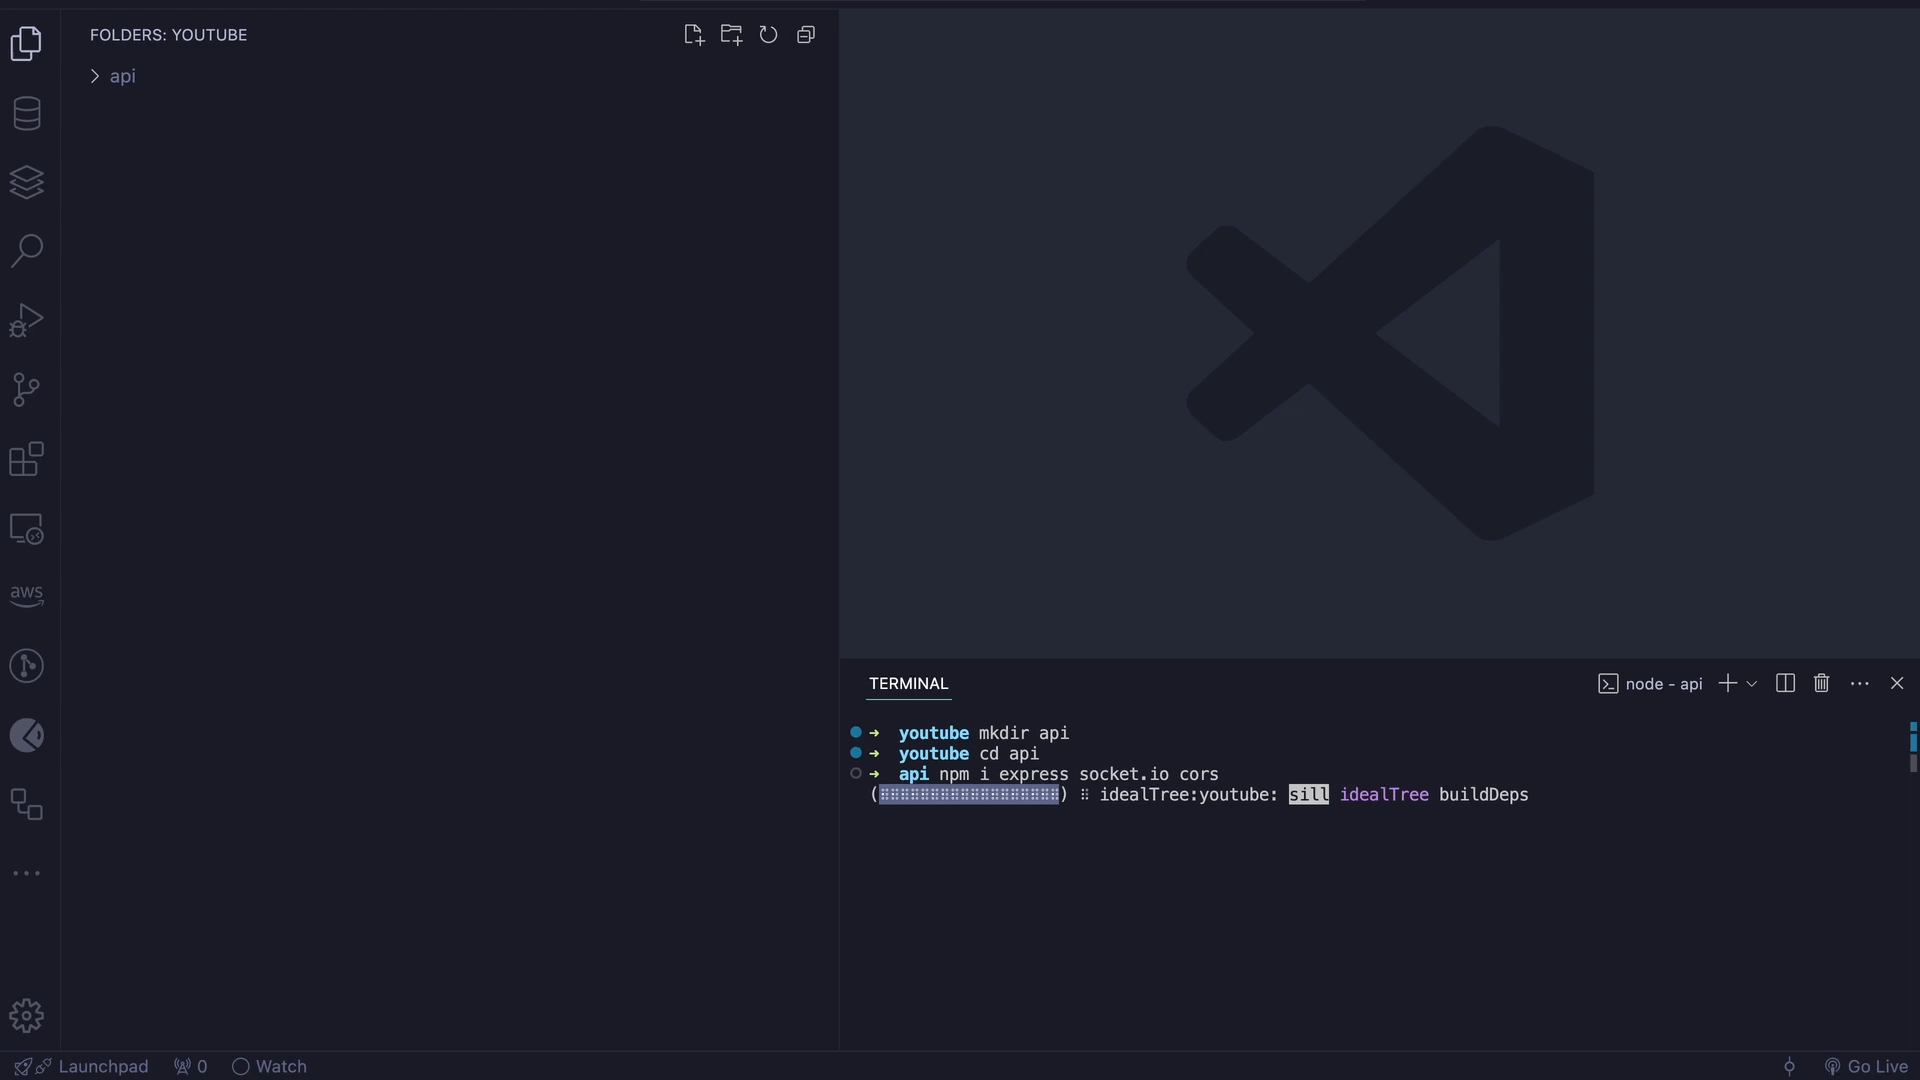 FOLDERS: YOUTUBE
api
aws
TERMINAL
node - api
➜ youtube mkdir api
➜ youtube cd api
➜ api npm i express socket.io cors
(⠿⠿⠿⠿⠿⠿⠿⠿⠿⠿⠿⠿⠿⠿⠿⠿⠿⠿) ⠿ idealTree:youtube: sill idealTree buildDeps
Launchpad 0 Watch Go Live